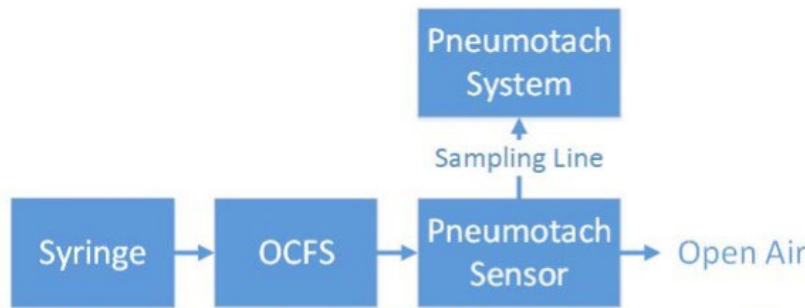 Pneumotach
System
Sampling Line
Syringe
OCFS
Pneumotach
Sensor
Open Air